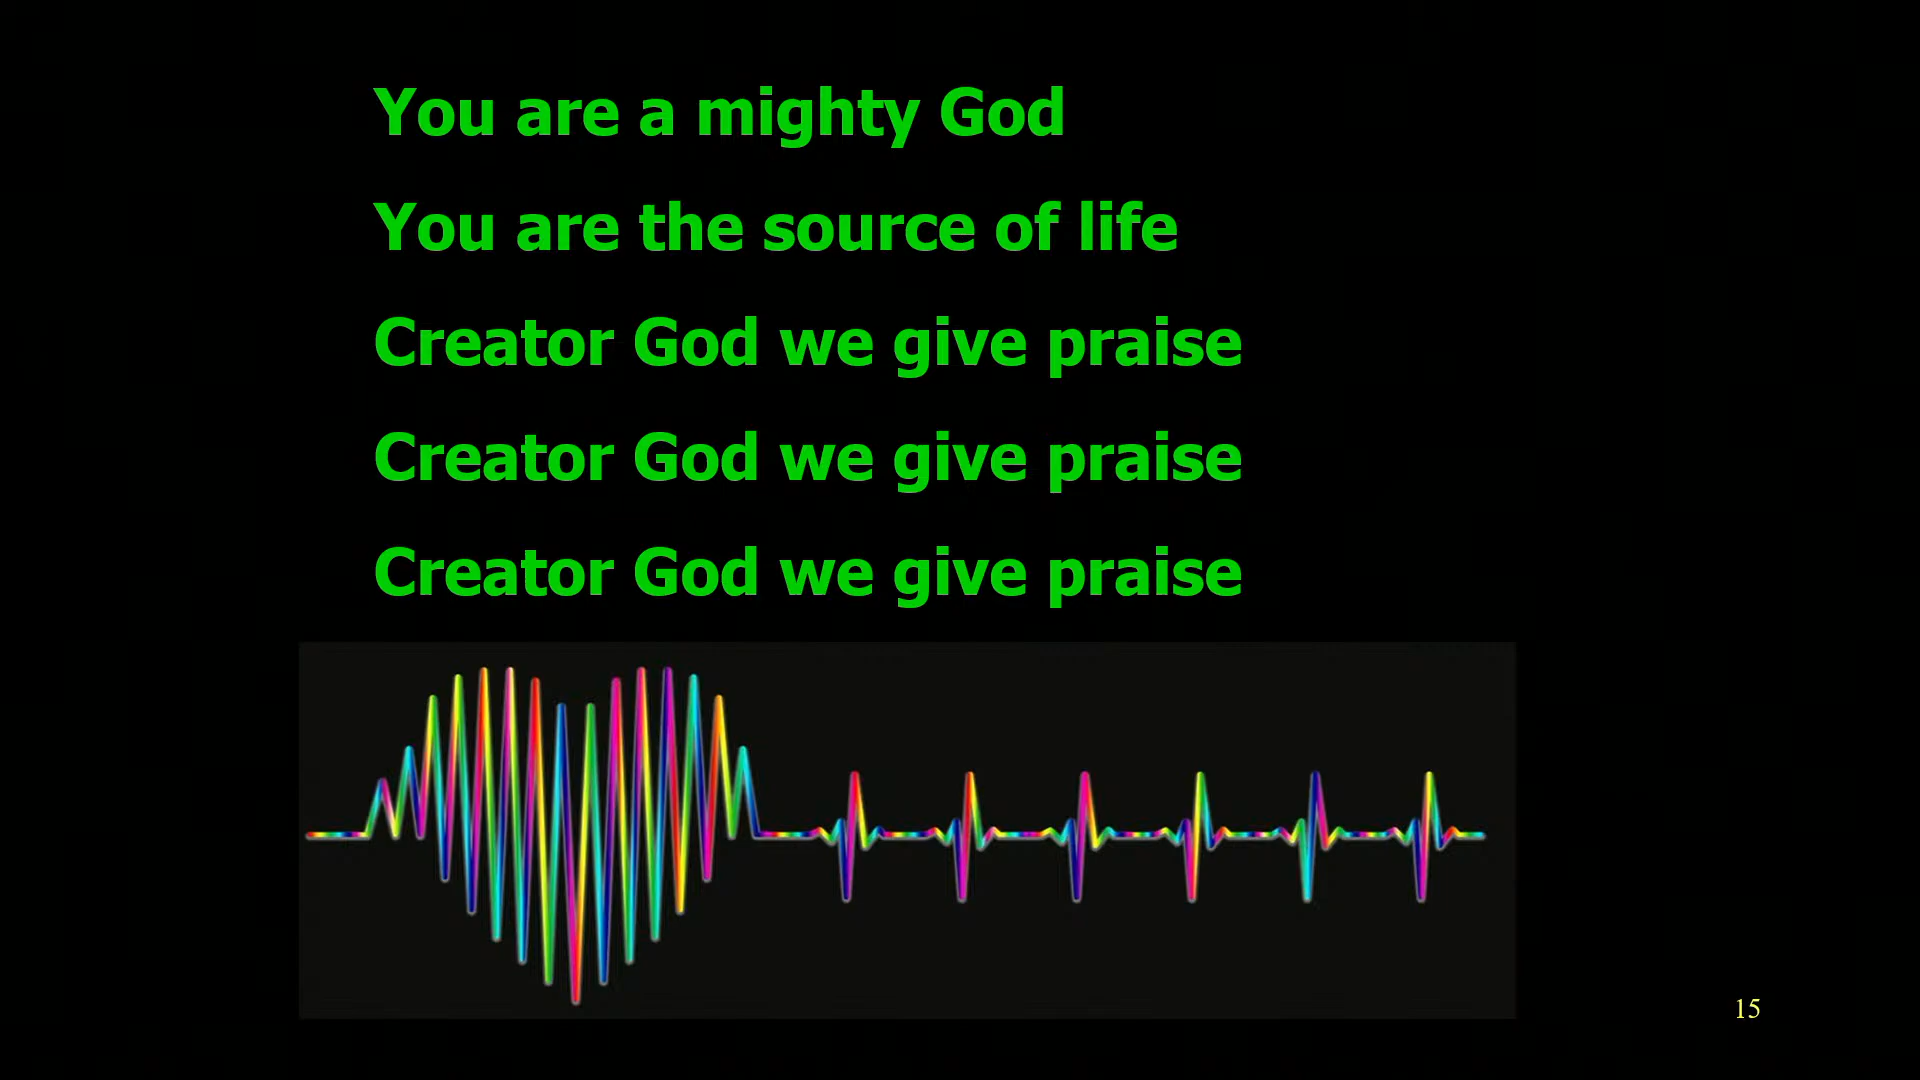 You are a mighty God
You are the source of life
Creator God we give praise
Creator God we give praise
Creator God we give praise
15